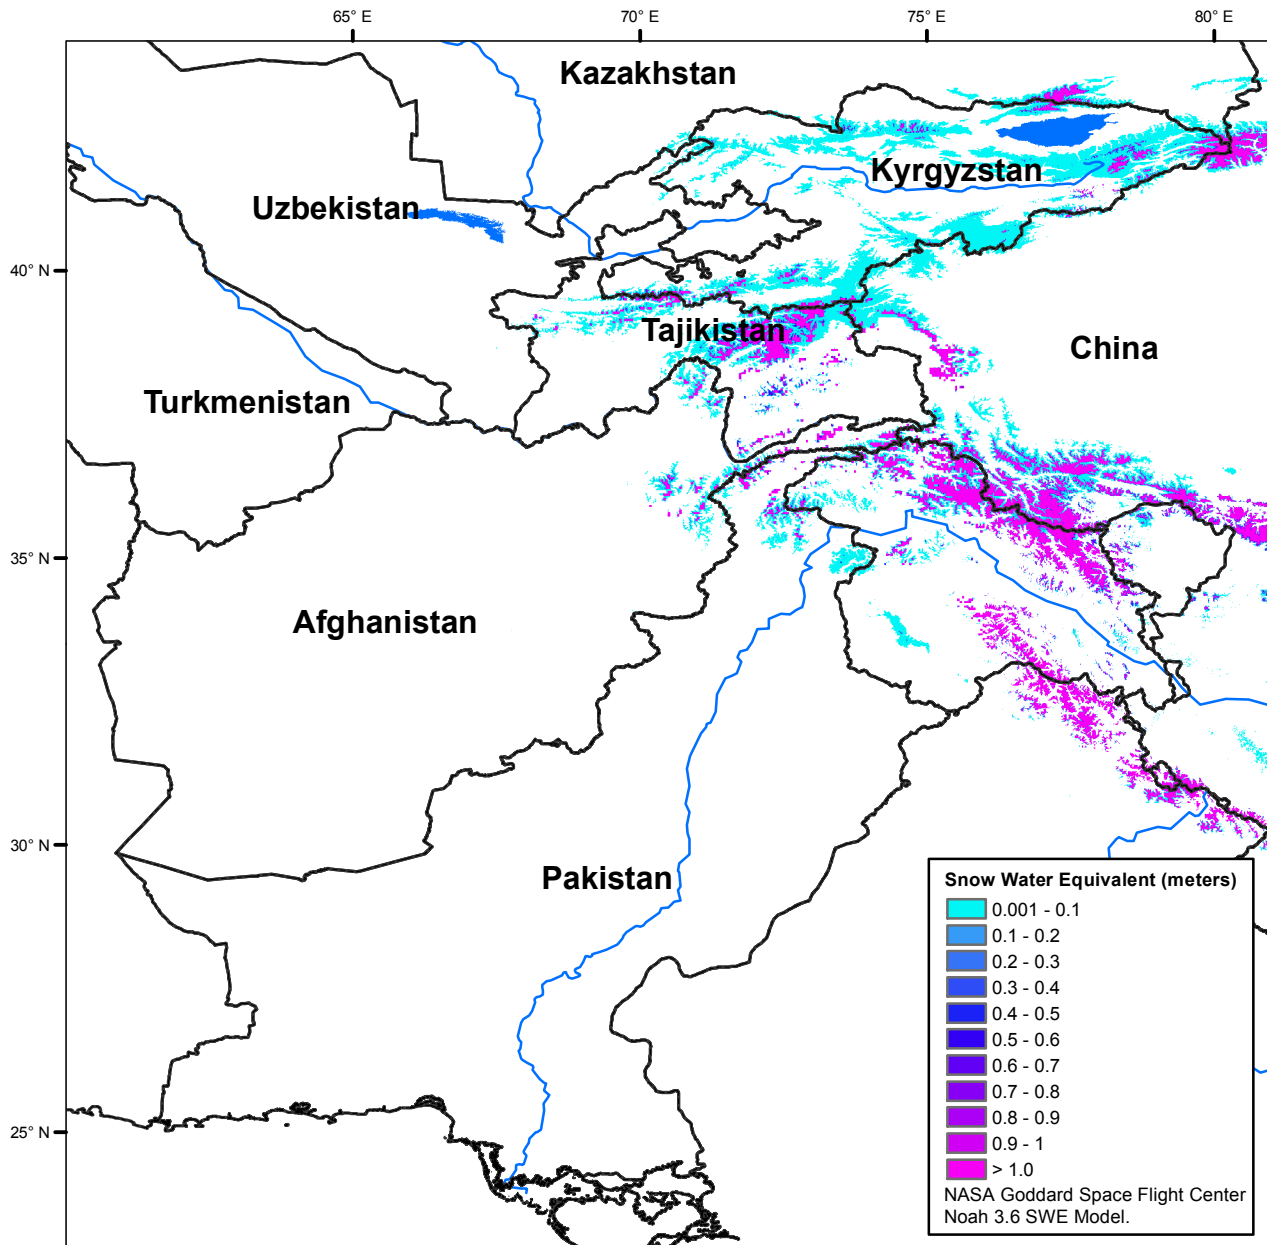 65° E
70° E
75° E
80° E
Kazakhstan
Kyrgyzstan
Uzbekistan
40° N
Tajikistan
China
Turkmenistan
35° N
Afghanistan
30° N
Pakistan
25° N
Snow Water Equivalent (meters)
0.001 - 0.1
0.1 - 0.2
0.2 - 0.3
0.3 - 0.4
0.4 - 0.5
0.5 - 0.6
0.6 - 0.7
0.7 - 0.8
0.8 - 0.9
0.9 - 1
> 1.0
NASA Goddard Space Flight Center
Noah 3.6 SWE Model.